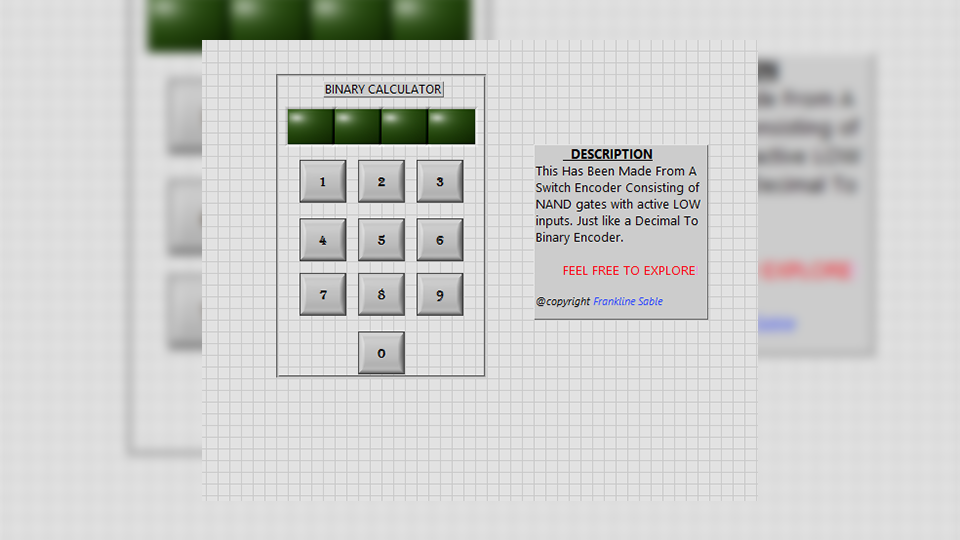 BINARY CALCULATOR
1 2 3
4 5 6
7 8 9
0
DESCRIPTION
This Has Been Made From A
Switch Encoder Consisting of
NAND gates with active LOW
inputs. Just like a Decimal To
Binary Encoder.
FEEL FREE TO EXPLORE
@copyright Frankline Sable